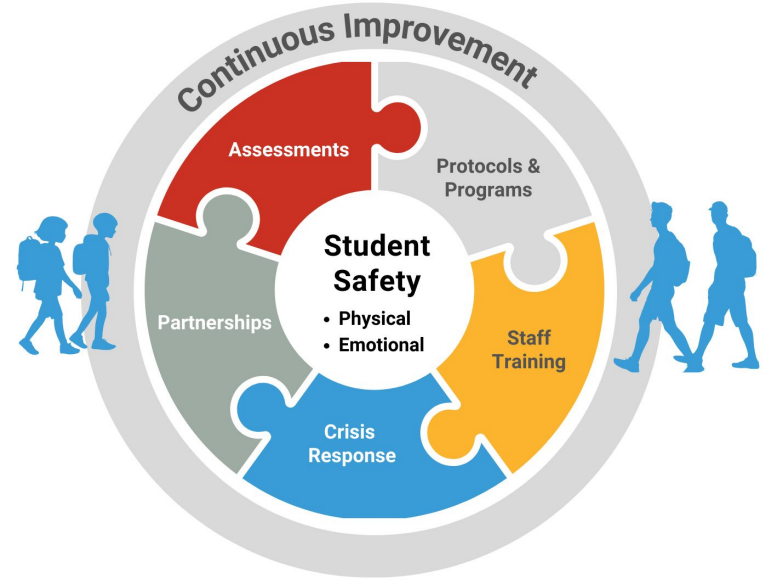 Continuous Improvement
Assessments
Protocols &
Programs
Student
Safety
• Physical
• Emotional
Partnerships
Staff
Training
Crisis
Response